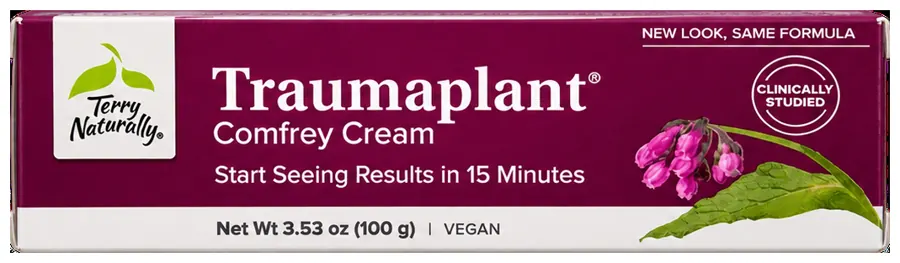 Terry
Naturally®
Traumaplant®
Comfrey Cream
Start Seeing Results in 15 Minutes
Net Wt 3.53 oz (100 g) | VEGAN
NEW LOOK, SAME FORMULA
CLINICALLY
STUDIED